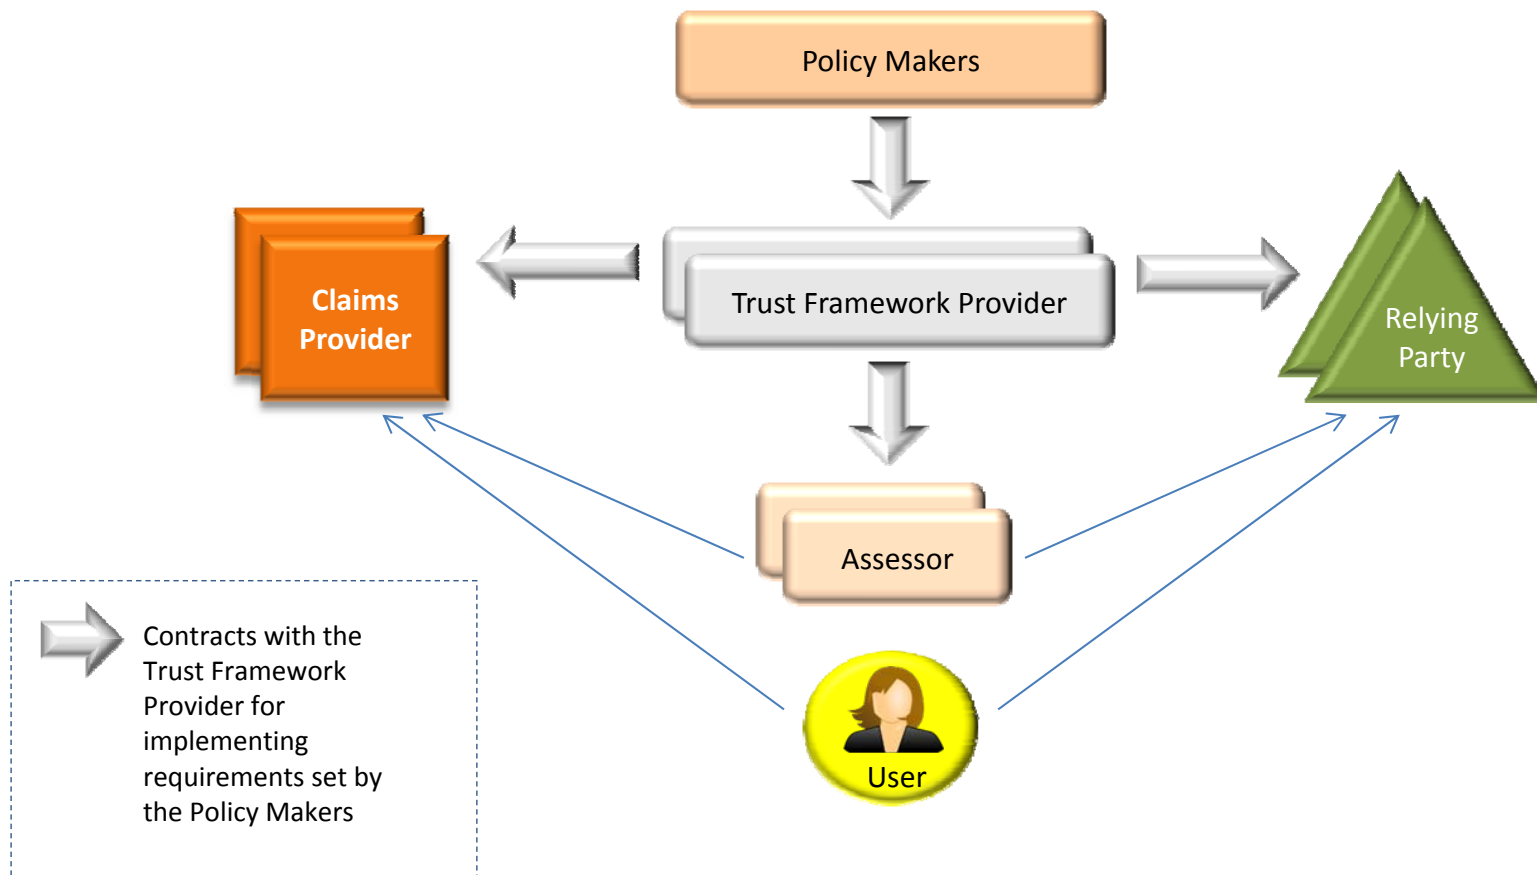 Policy Makers
Trust Framework Provider
Claims
Provider
Relying
Party
Assessor
User
Contracts with the
Trust Framework
Provider for
implementing
requirements set by
the Policy Makers